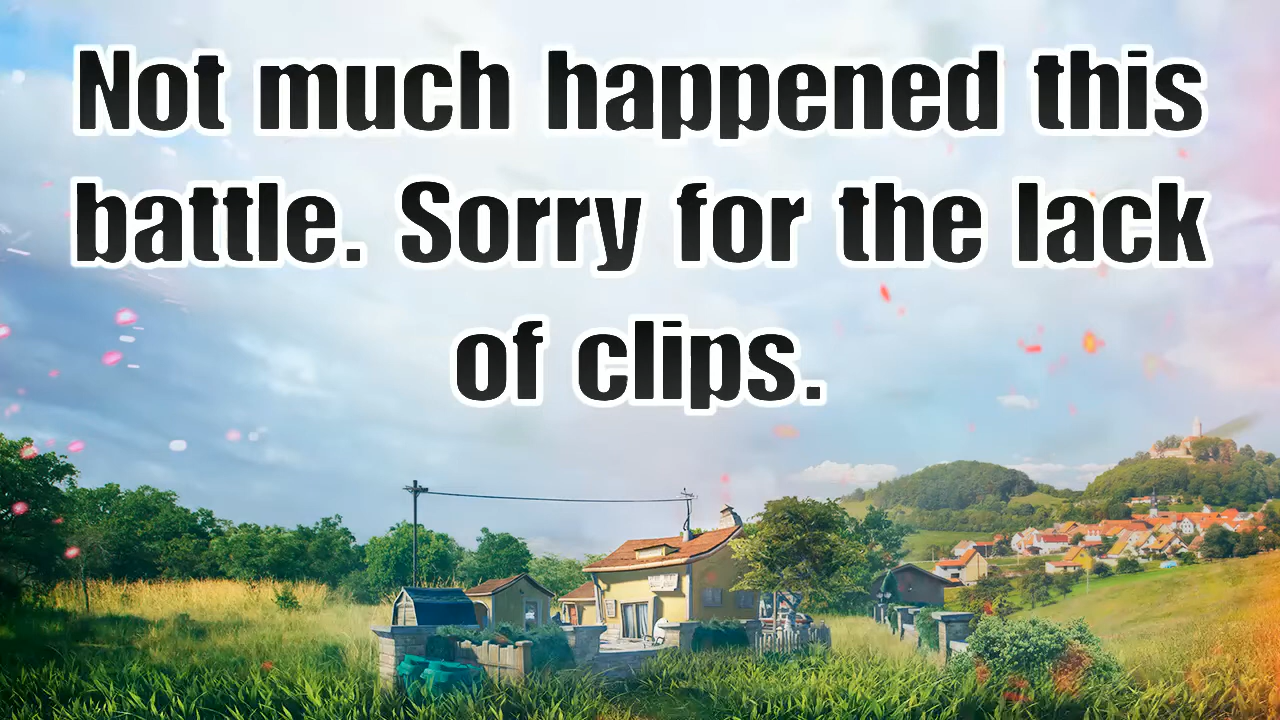 Not much happened this
battle. Sorry for the lack
of clips.